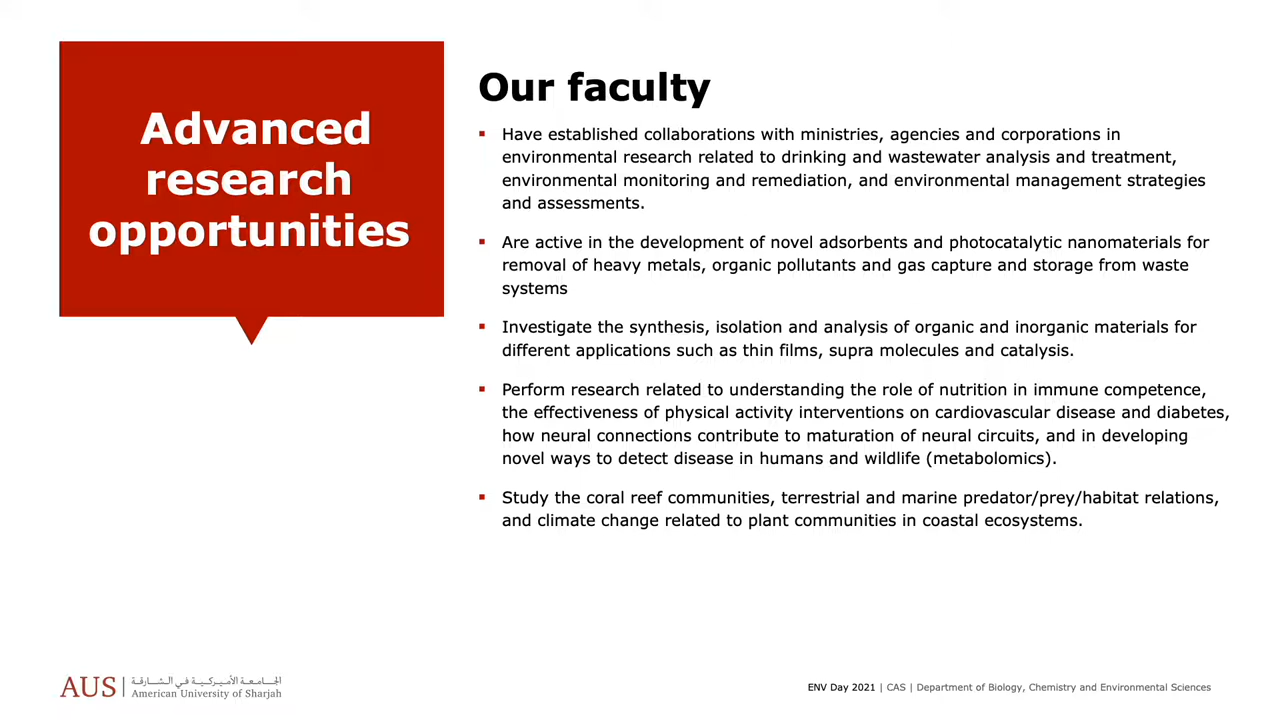 Advanced
research
opportunities
Our faculty
▪ Have established collaborations with ministries, agencies and corporations in
environmental research related to drinking and wastewater analysis and treatment,
environmental monitoring and remediation, and environmental management strategies
and assessments.
▪ Are active in the development of novel adsorbents and photocatalytic nanomaterials for
removal of heavy metals, organic pollutants and gas capture and storage from waste
systems
▪ Investigate the synthesis, isolation and analysis of organic and inorganic materials for
different applications such as thin films, supra molecules and catalysis.
▪ Perform research related to understanding the role of nutrition in immune competence,
the effectiveness of physical activity interventions on cardiovascular disease and diabetes,
how neural connections contribute to maturation of neural circuits, and in developing
novel ways to detect disease in humans and wildlife (metabolomics).
▪ Study the coral reef communities, terrestrial and marine predator/prey/habitat relations,
and climate change related to plant communities in coastal ecosystems.
AUS
الجامعة الأميركية في الشارقة
American University of Sharjah
ENV Day 2021 | CAS | Department of Biology, Chemistry and Environmental Sciences